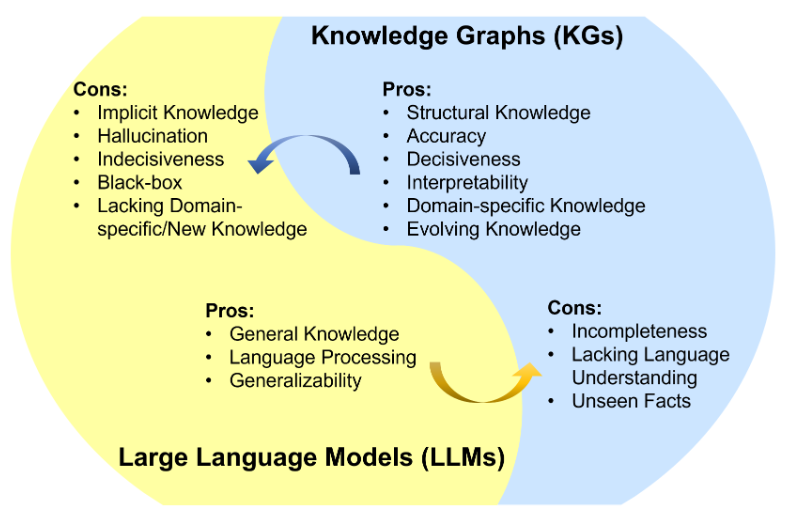 Knowledge Graphs (KGs)
Cons:
• Implicit Knowledge
• Hallucination
• Indecisiveness
• Black-box
• Lacking Domain-
specific/New Knowledge
Pros:
• Structural Knowledge
• Accuracy
• Decisiveness
• Interpretability
• Domain-specific Knowledge
• Evolving Knowledge
Pros:
• General Knowledge
• Language Processing
• Generalizability
Cons:
• Incompleteness
• Lacking Language
Understanding
• Unseen Facts
Large Language Models (LLMs)